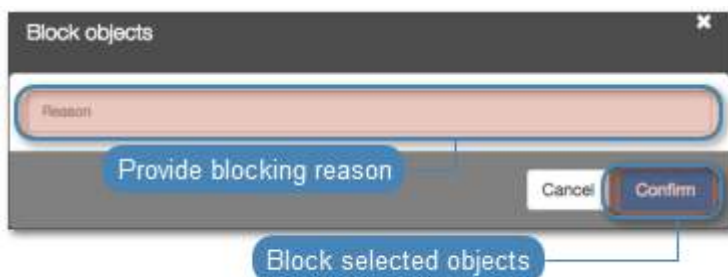 Block objects
Reason
Provide blocking reason
Cancel
Confirm
Block selected objects